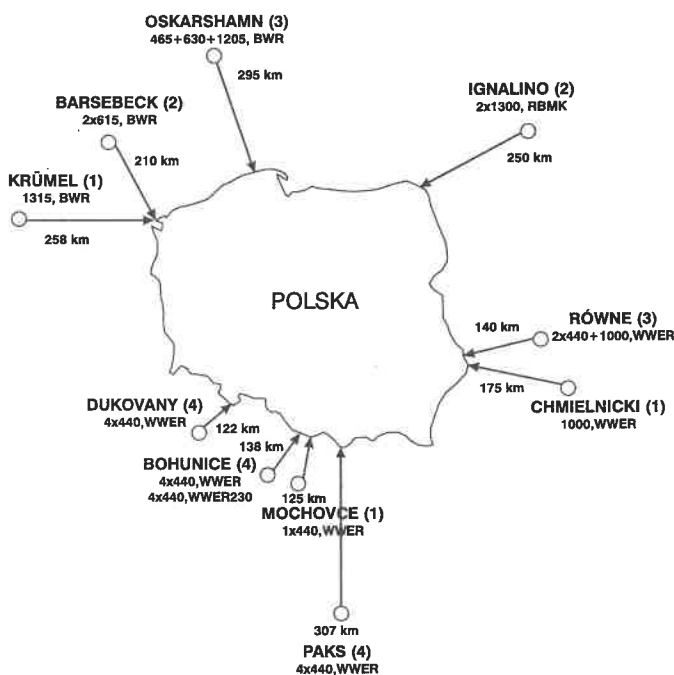 OSKARSHAMN (3)
465+630+1205, BWR
295 km
BARSEBECK (2)
2x615, BWR
210 km
IGNALINO (2)
2x1300, RBMK
250 km
KRÜMEL (1)
1315, BWR
258 km
POLSKA
140 km
RÓWNE (3)
2x440+1000,WWER
175 km
CHMIELNICKI (1)
1000,WWER
DUKOVANY (4)
4x440,WWER
122 km
138 km
BOHUNICE (4)
4x440,WWER
4x440,WWER230
125 km
MOCHOVCE (1)
1x440,WWER
307 km
PAKS (4)
4x440,WWER